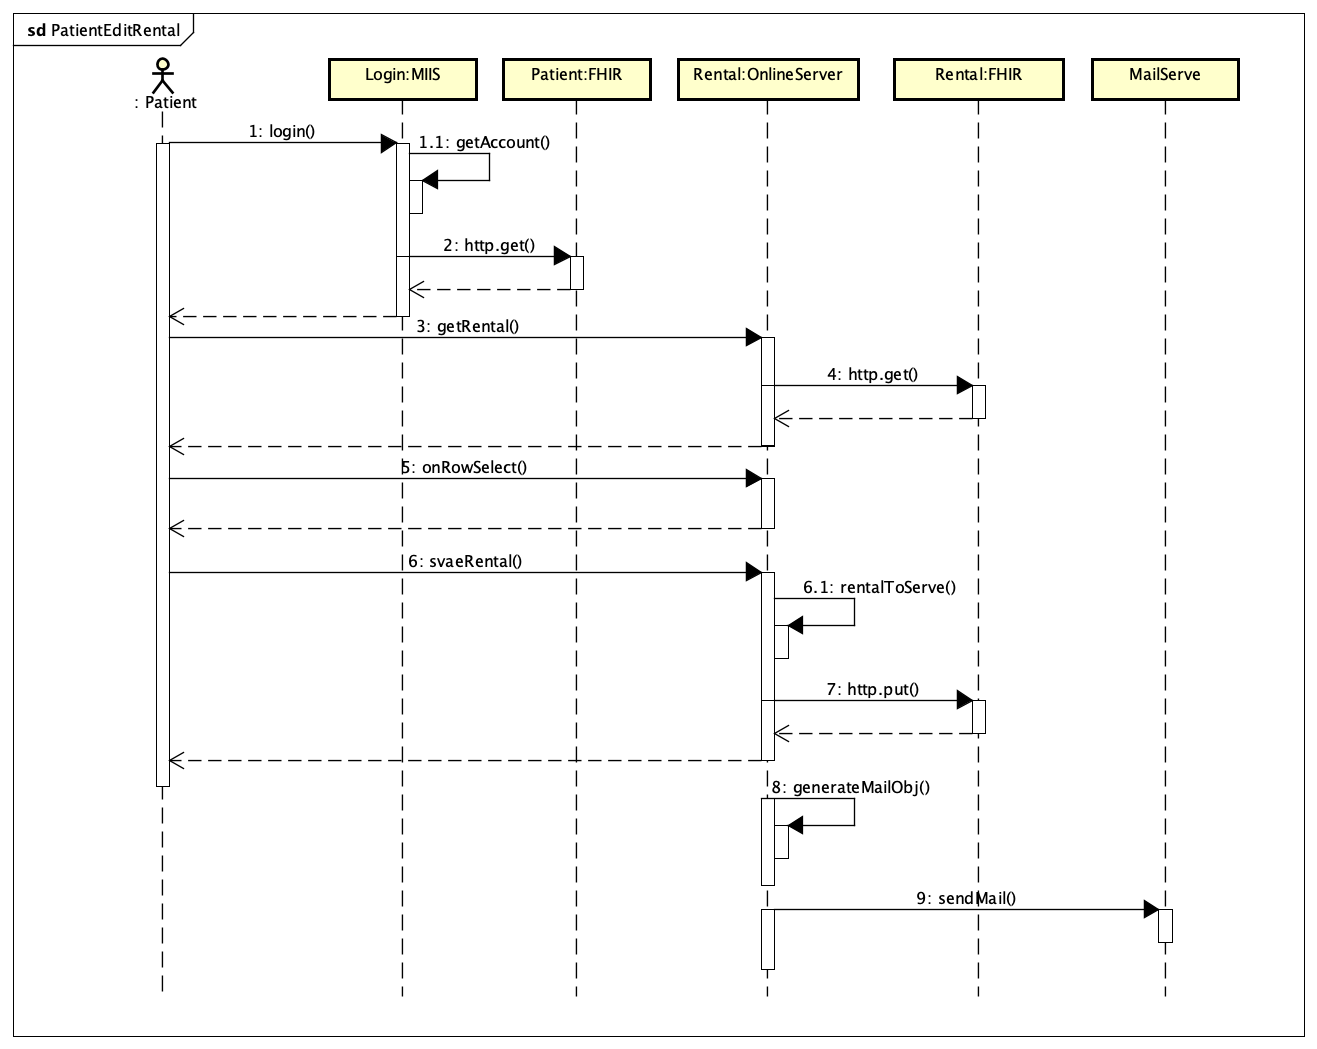 sd PatientEditRental
: Patient
Login:MIIS
Patient:FHIR
Rental:OnlineServer
Rental:FHIR
MailServe
1: login()
1.1: getAccount()
2: http.get()
3: getRental()
4: http.get()
5: onRowSelect()
6: svaeRental()
6.1: rentalToServe()
7: http.put()
8: generateMailObj()
9: sendMail()